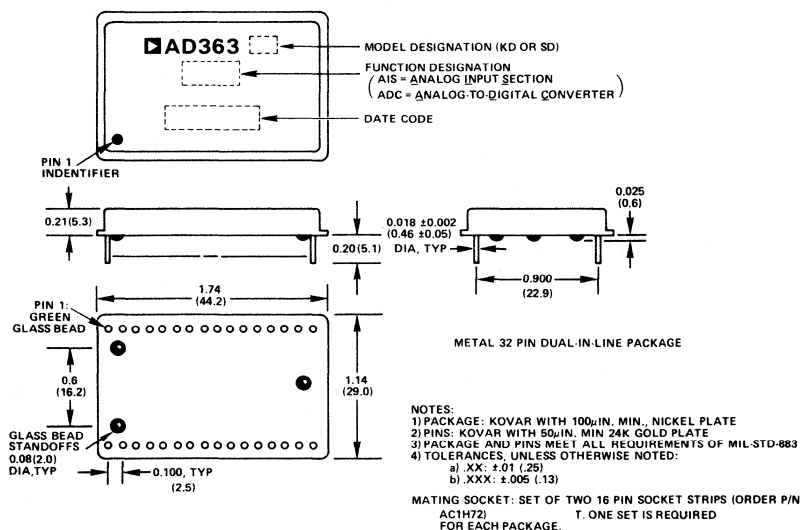 AD363
MODEL DESIGNATION (KD OR SD)
FUNCTION DESIGNATION
(AIS = ANALOG INPUT SECTION
ADC = ANALOG-TO-DIGITAL CONVERTER)
DATE CODE
PIN 1
INDENTIFIER
0.21(5.3)
0.20(5.1)
0.018 ±0.002
(0.46 ±0.05)
DIA, TYP
0.025
(0.6)
0.900
(22.9)
1.74
(44.2)
PIN 1:
GREEN
GLASS BEAD
0.6
(16.2)
1.14
(29.0)
GLASS BEAD
STANDOFFS
0.08(2.0)
DIA,TYP
0.100, TYP
(2.5)
METAL 32 PIN DUAL-IN-LINE PACKAGE
NOTES:
1) PACKAGE: KOVAR WITH 100µIN. MIN., NICKEL PLATE
2) PINS: KOVAR WITH 50µIN. MIN 24K GOLD PLATE
3) PACKAGE AND PINS MEET ALL REQUIREMENTS OF MIL-STD-883
4) TOLERANCES, UNLESS OTHERWISE NOTED:
a) .XX: ±.01 (.25)
b) .XXX: ±.005 (.13)
MATING SOCKET: SET OF TWO 16 PIN SOCKET STRIPS (ORDER P/N
AC1H72) T. ONE SET IS REQUIRED
FOR EACH PACKAGE.